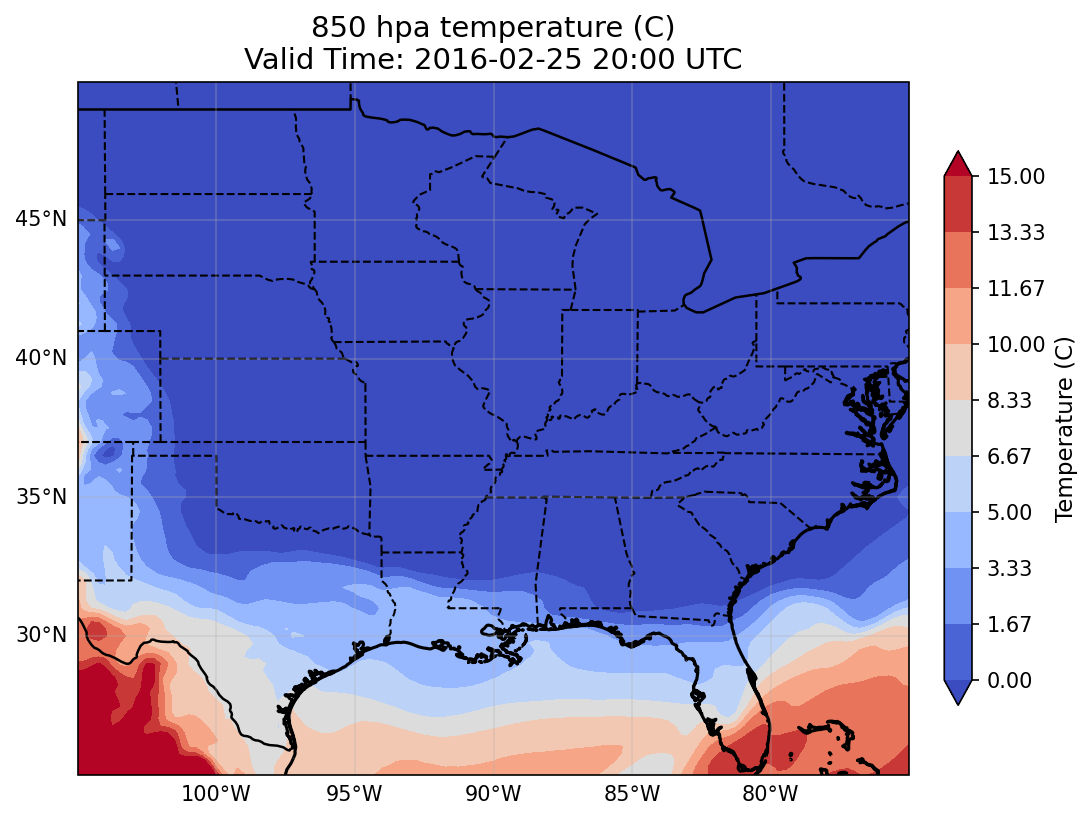 850 hpa temperature (C)
Valid Time: 2016-02-25 20:00 UTC
45°N
40°N
35°N
30°N
100°W
95°W
90°W
85°W
80°W
15.00
13.33
11.67
10.00
8.33
6.67
5.00
3.33
1.67
0.00
Temperature (C)